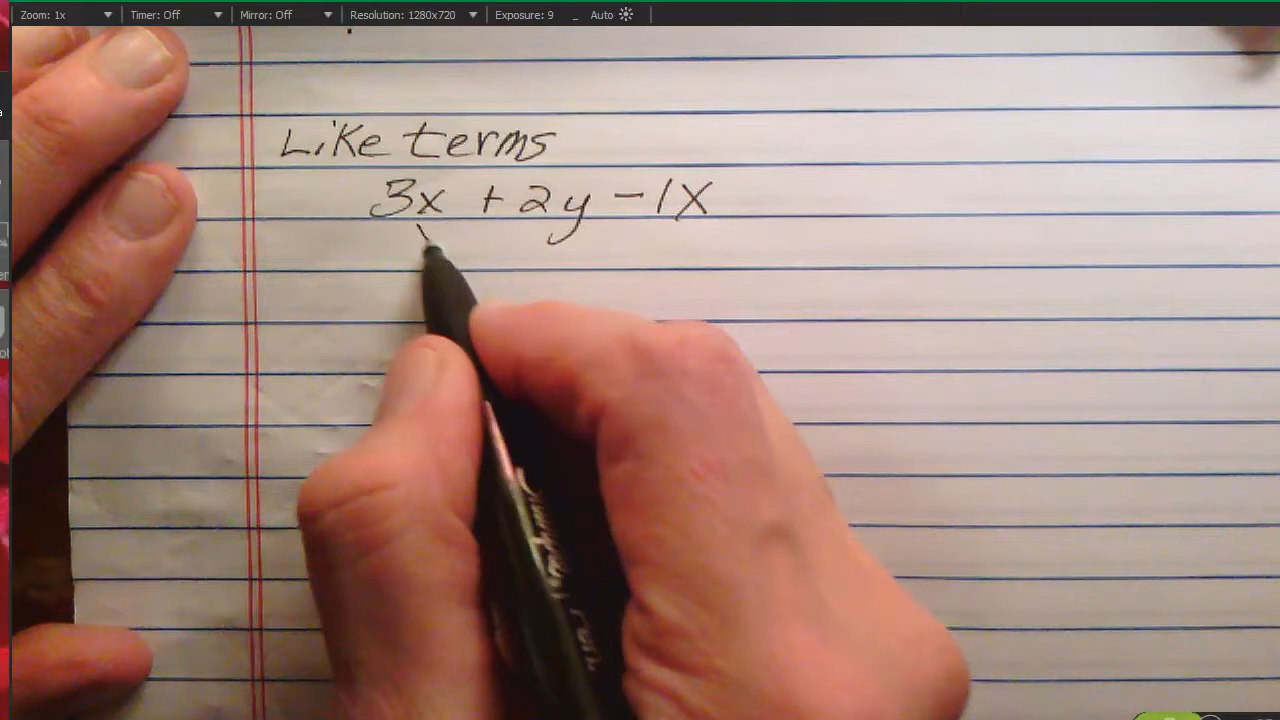 Zoom: 1x Timer: Off Mirror: Off Resolution: 1280x720 Exposure: 9 Auto
Like terms
3x + 2y - 1x